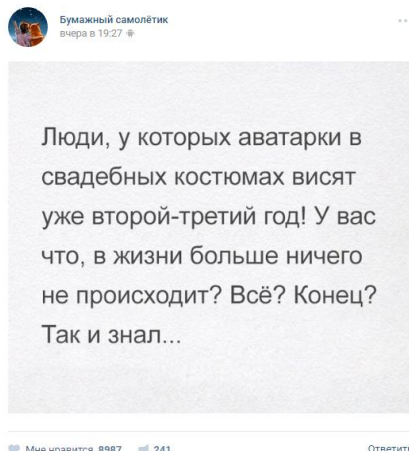 Бумажный самолётик
вчера в 19:27
Люди, у которых аватарки в
свадебных костюмах висят
уже второй-третий год! У вас
что, в жизни больше ничего
не происходит? Всё? Конец?
Так и знал...
Мне нравится 8987 241 Ответить